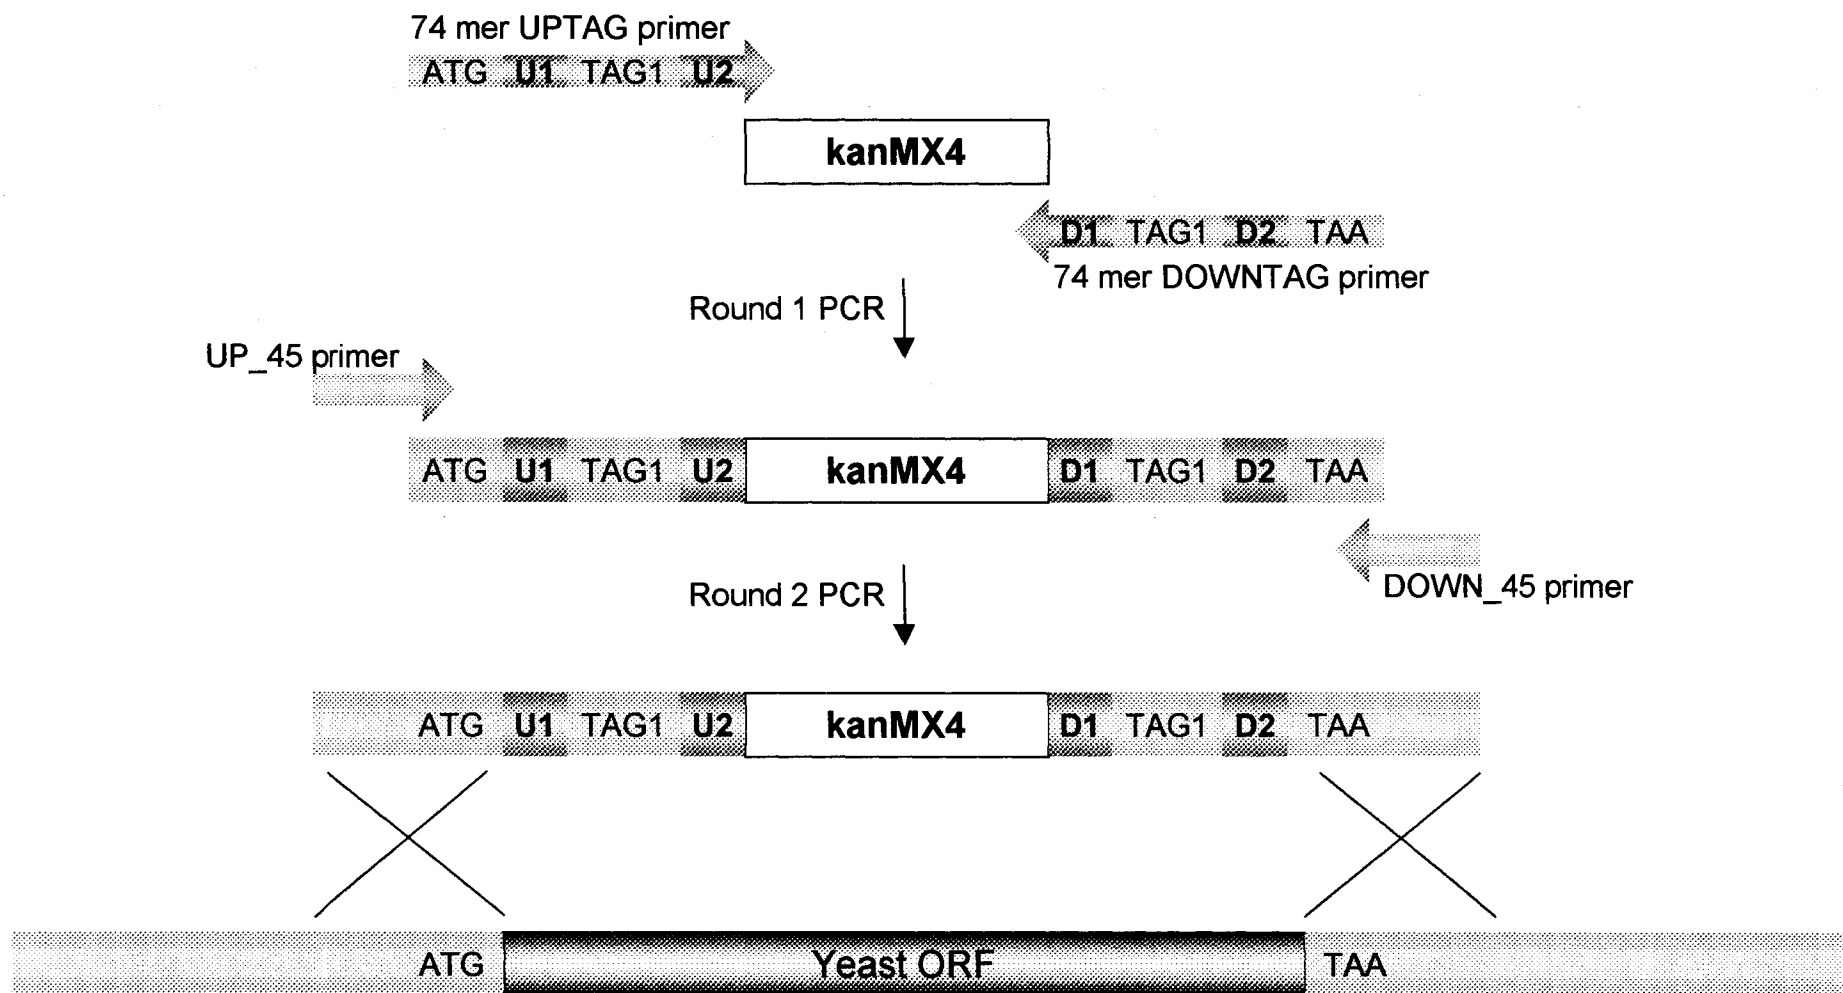 74 mer UPTAG primer
ATG U1 TAG1 U2
kanMX4
D1 TAG1 D2 TAA
74 mer DOWNTAG primer
Round 1 PCR
UP_45 primer
ATG U1 TAG1 U2 kanMX4 D1 TAG1 D2 TAA
DOWN_45 primer
Round 2 PCR
ATG U1 TAG1 U2 kanMX4 D1 TAG1 D2 TAA
ATG Yeast ORF TAA